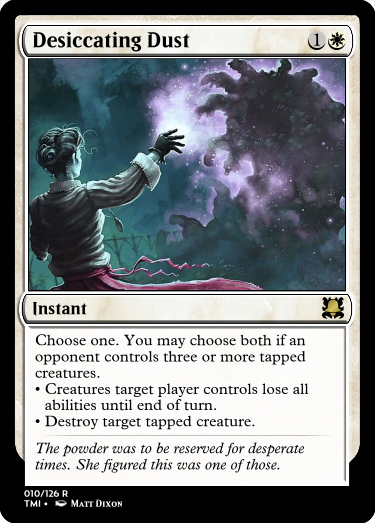 Desiccating Dust 1
Instant
Choose one. You may choose both if an
opponent controls three or more tapped
creatures.
• Creatures target player controls lose all
abilities until end of turn.
• Destroy target tapped creature.
The powder was to be reserved for desperate
times. She figured this was one of those.
010/126 R
TMI • Matt Dixon